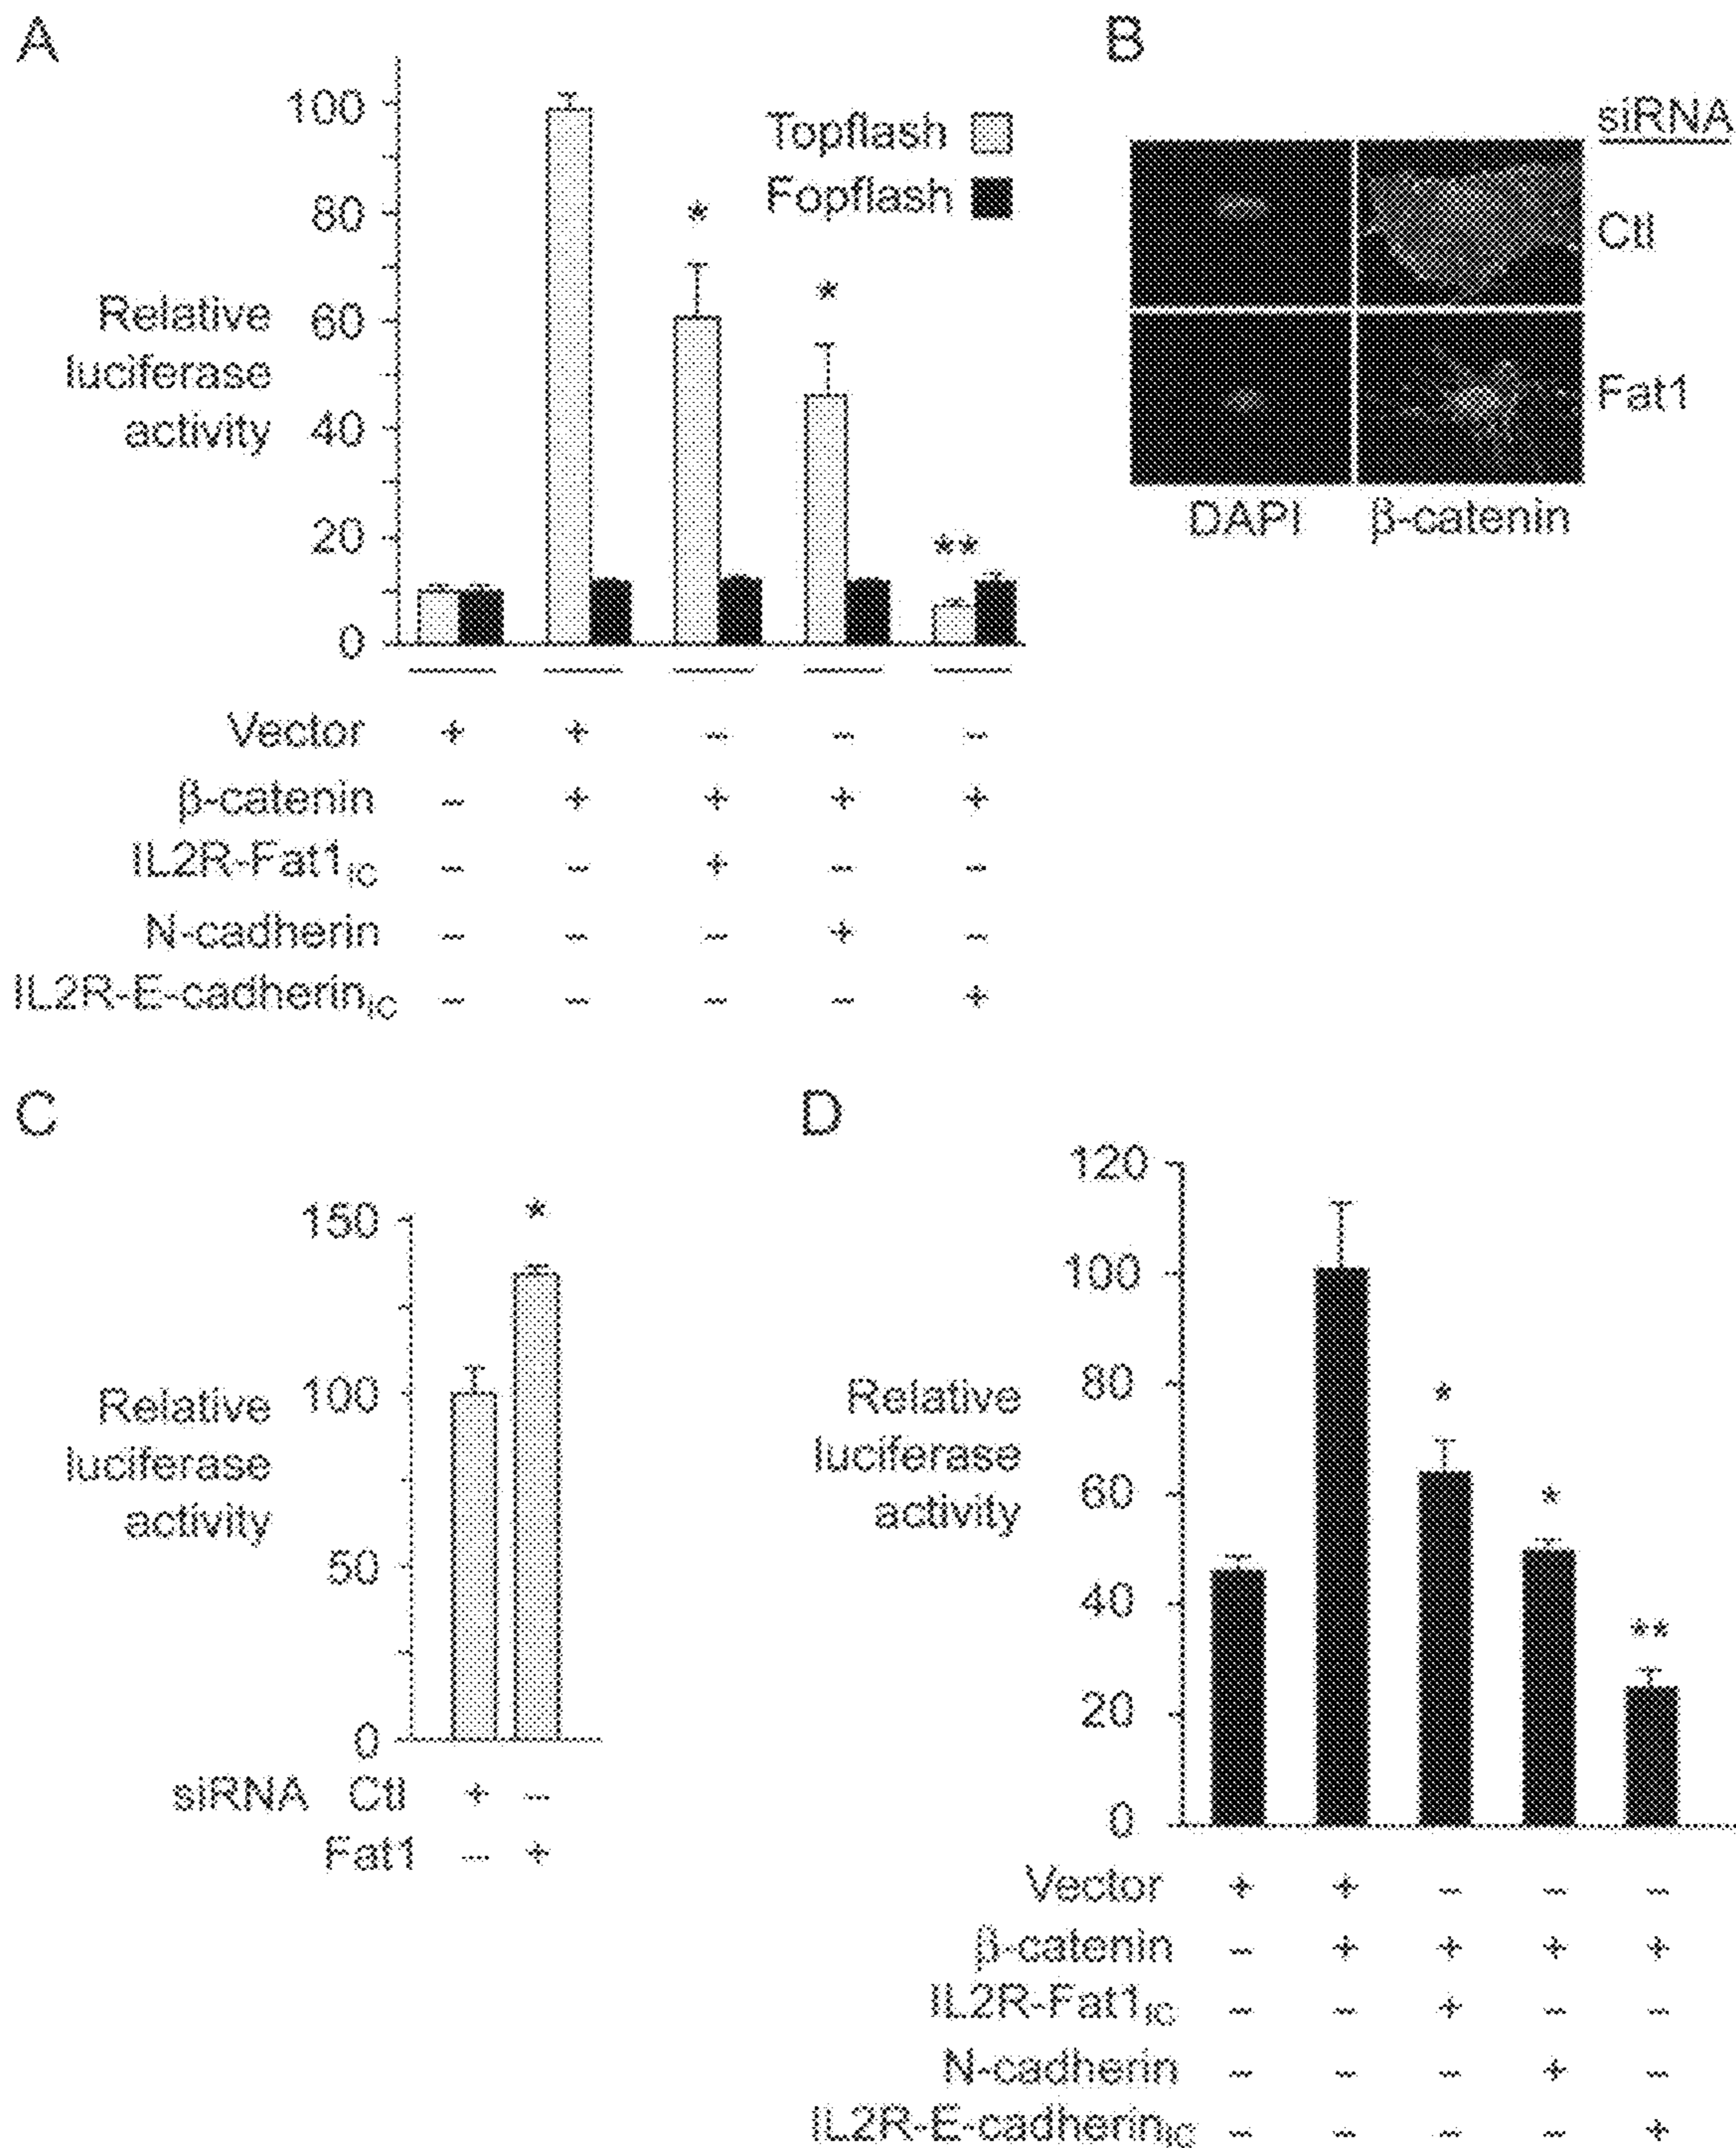 A
100
80
60
40
20
0
Relative
luciferase
activity
Topflash
Fopflash
*
*
**
Vector + + – – –
β-catenin – + + + +
IL2R-Fat1IC – – + – –
N-cadherin – – – + –
IL2R-E-cadherinIC – – – – +
B
siRNA
Ctl
Fat1
DAPI β-catenin
C
150
100
50
0
Relative
luciferase
activity
*
siRNA Ctl + –
Fat1 – +
D
120
100
80
60
40
20
0
Relative
luciferase
activity
*
*
**
Vector + + – – –
β-catenin – + + + +
IL2R-Fat1IC – – + – –
N-cadherin – – – + –
IL2R-E-cadherinIC – – – – +